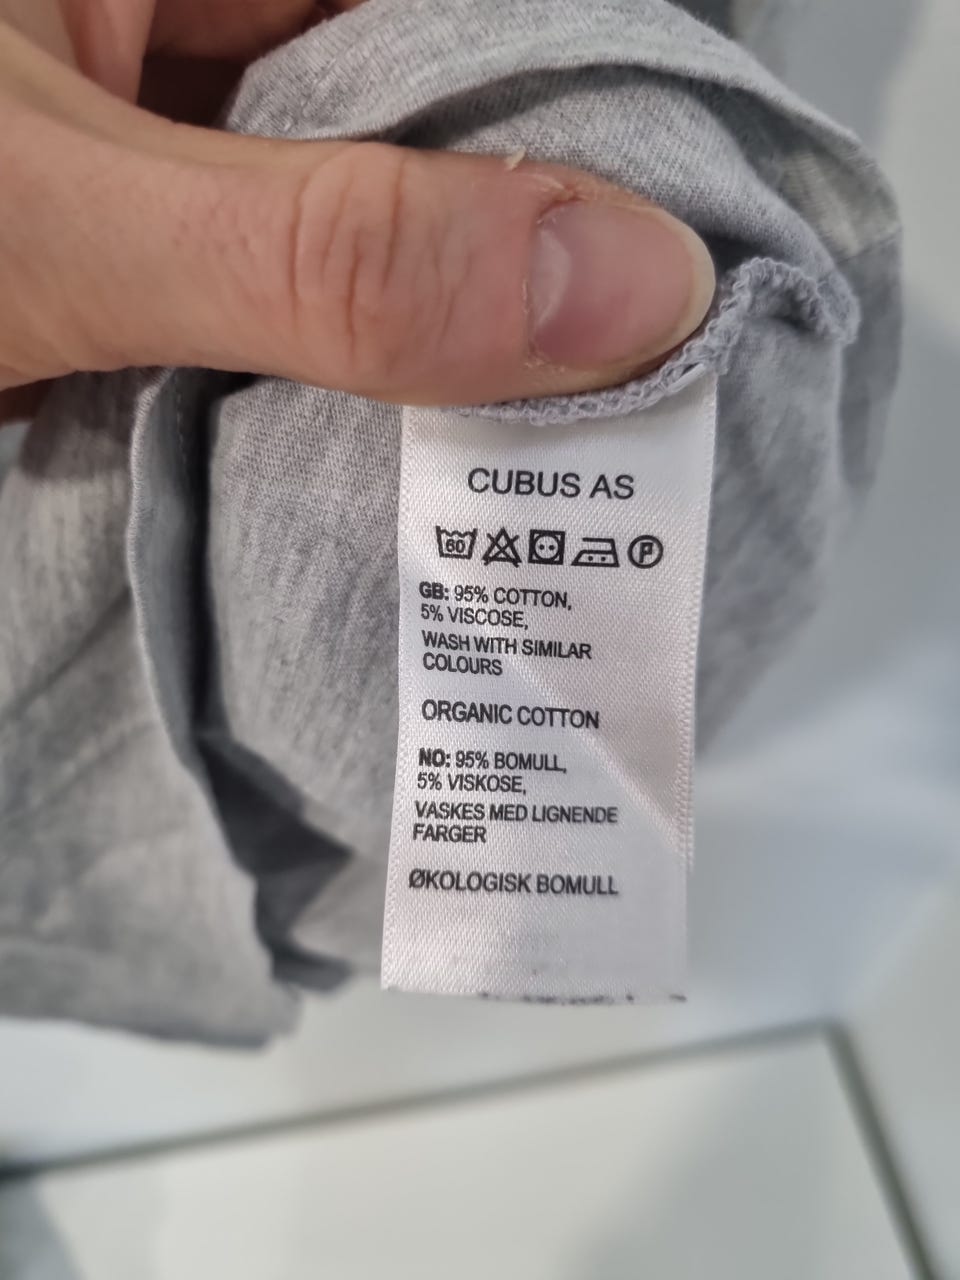 CUBUS AS
60 P
GB: 95% COTTON,
5% VISCOSE,
WASH WITH SIMILAR
COLOURS
ORGANIC COTTON
NO: 95% BOMULL,
5% VISKOSE,
VASKES MED LIGNENDE
FARGER
ØKOLOGISK BOMULL